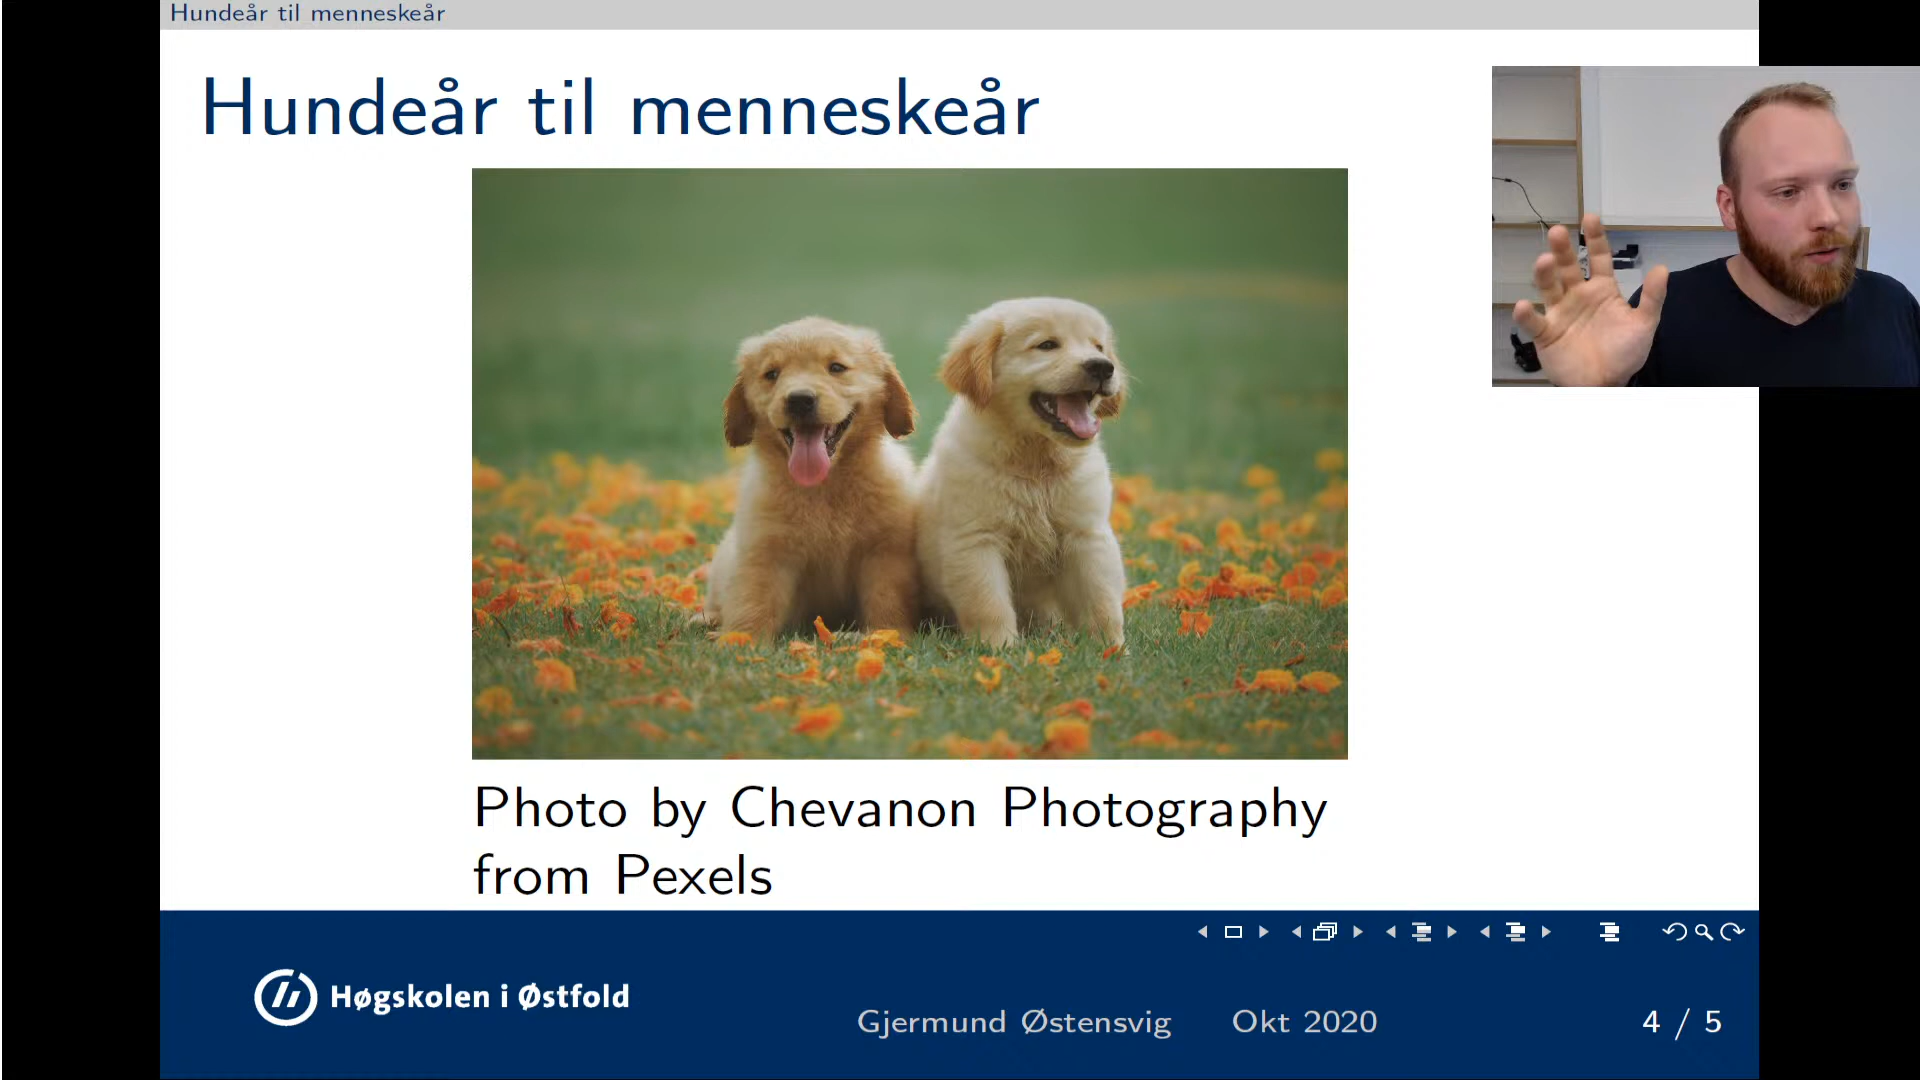 Hundeår til menneskeår
Hundeår til menneskeår
Photo by Chevanon Photography
from Pexels
Høgskolen i Østfold
Gjermund Østensvig Okt 2020 4 / 5